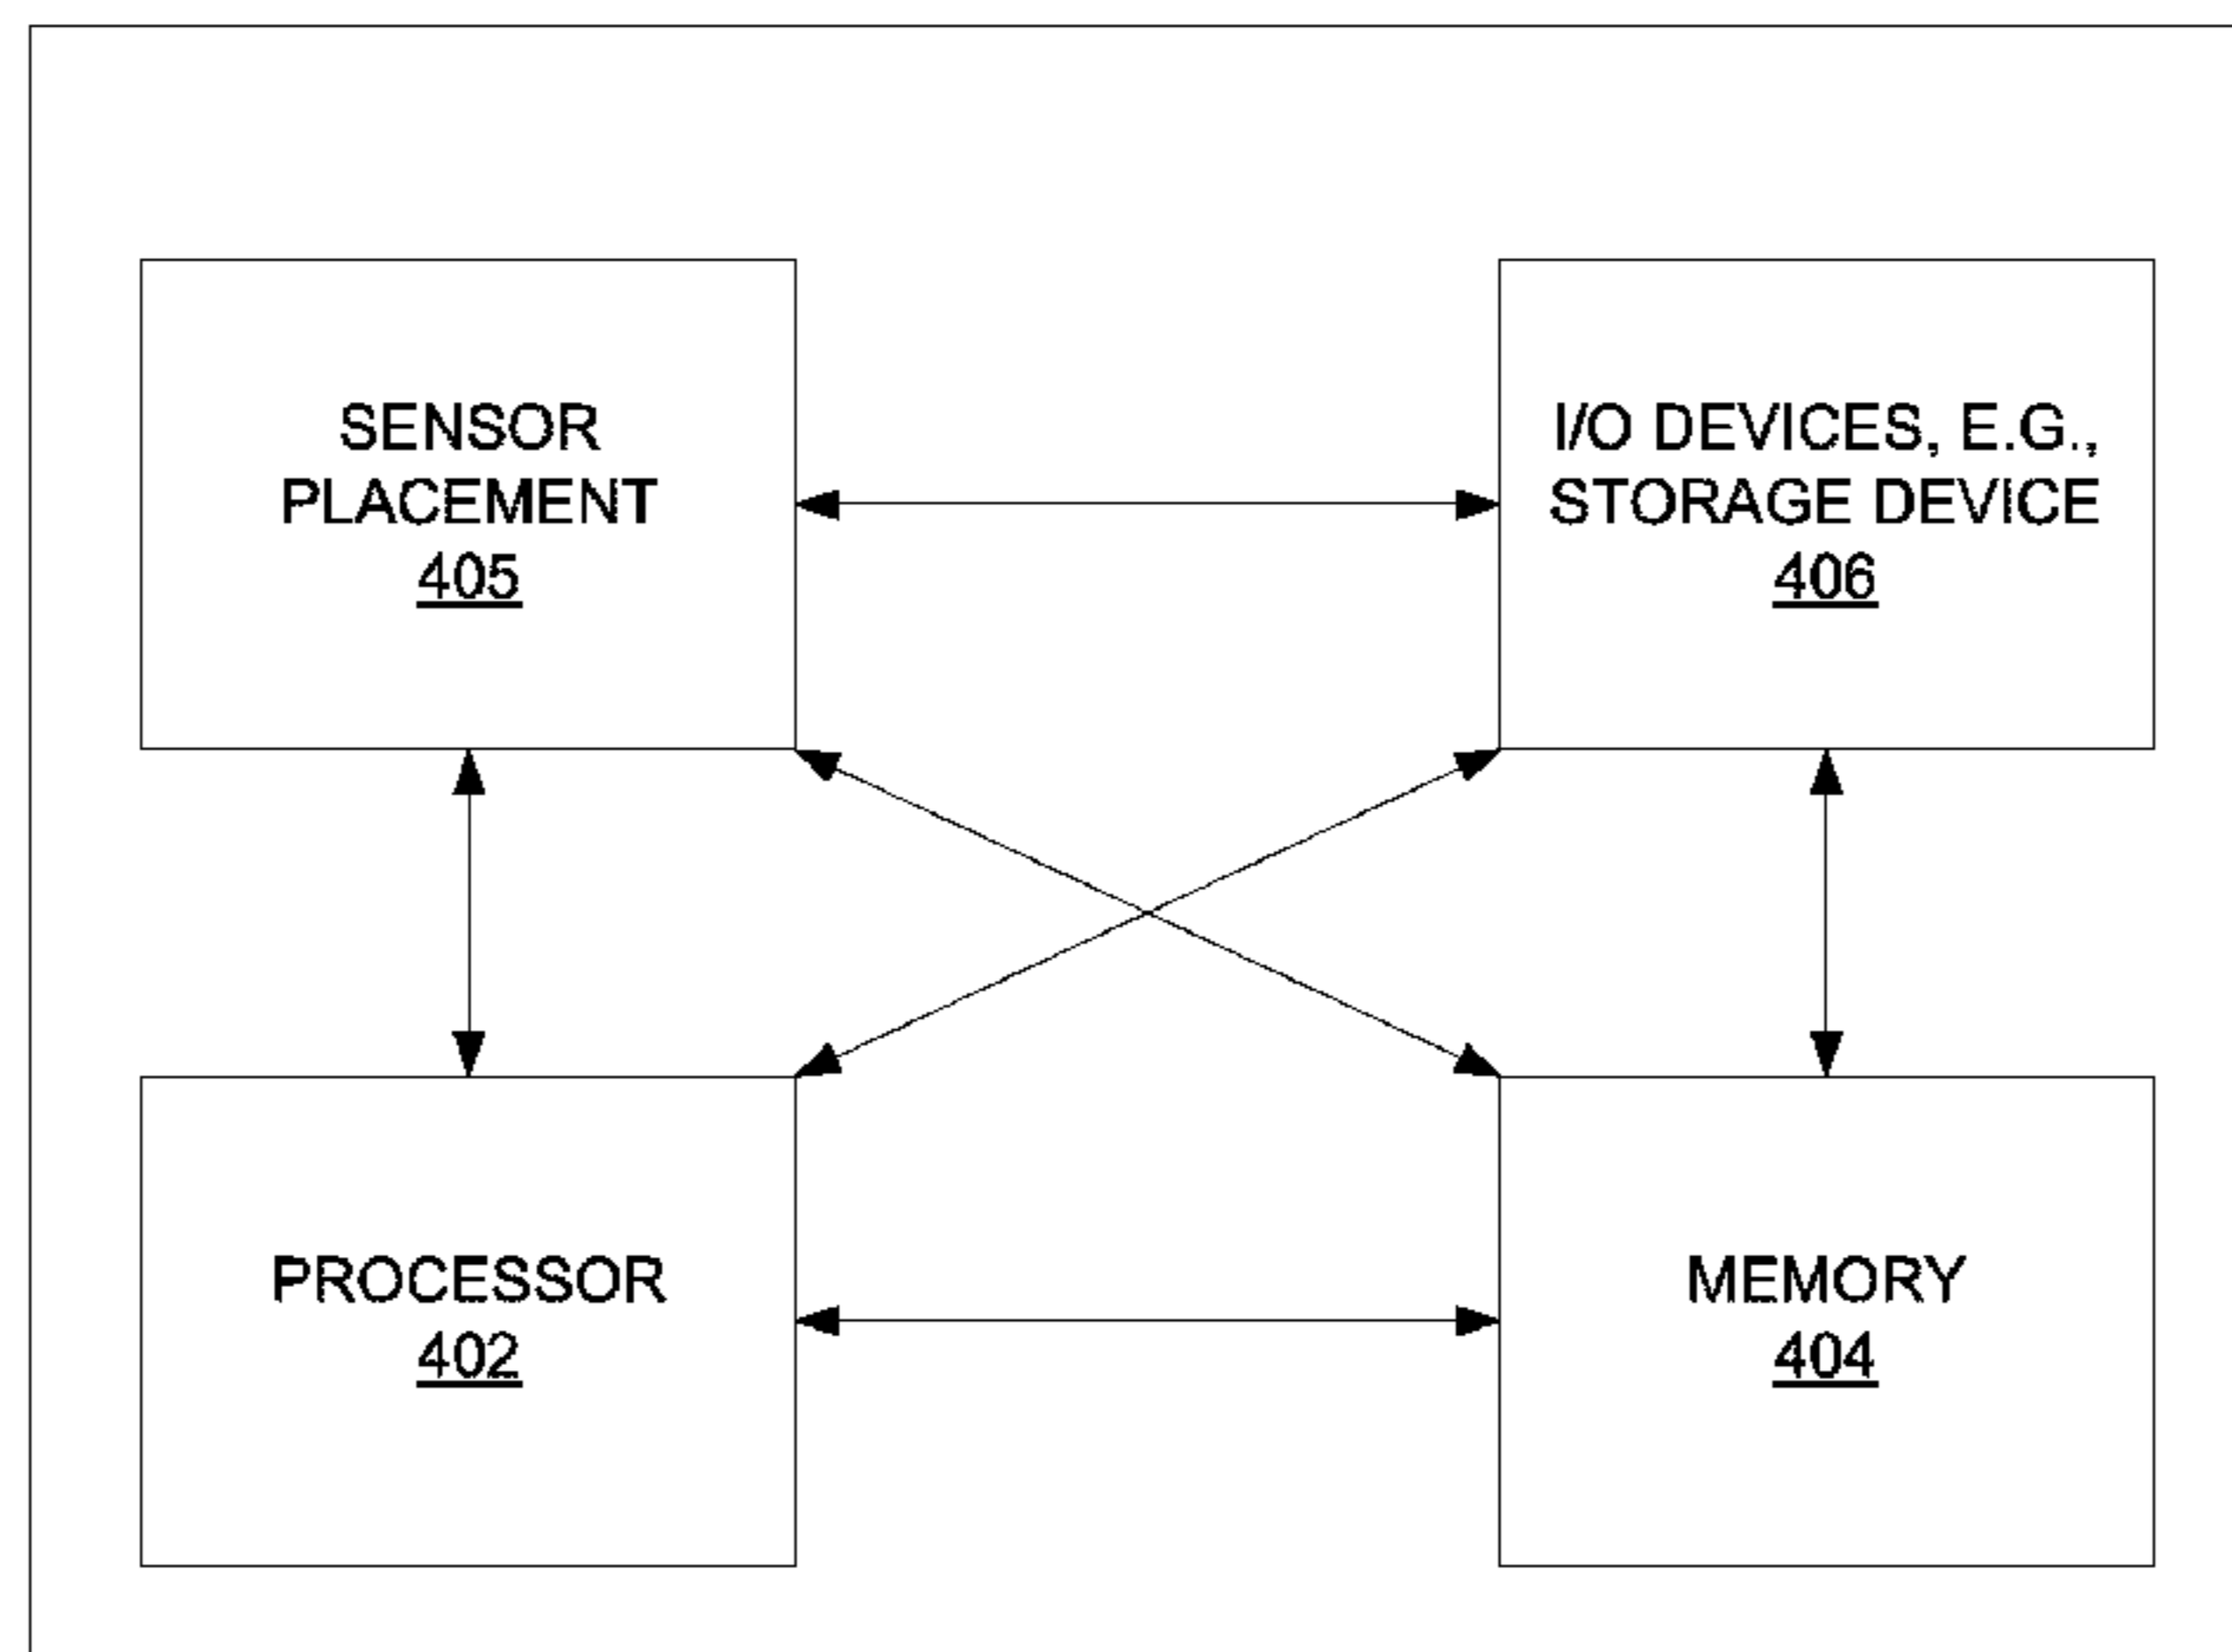 SENSOR
PLACEMENT
405
I/O DEVICES, E.G.,
STORAGE DEVICE
406
PROCESSOR
402
MEMORY
404